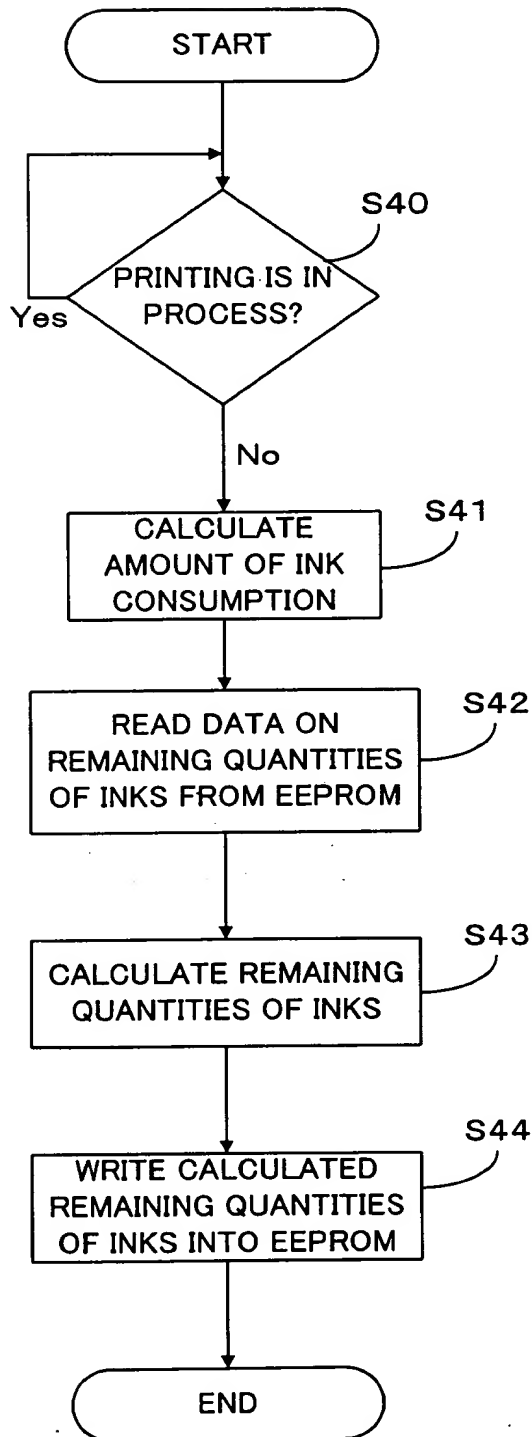 START
S40
PRINTING IS IN
PROCESS?
Yes
No
S41
CALCULATE
AMOUNT OF INK
CONSUMPTION
S42
READ DATA ON
REMAINING QUANTITIES
OF INKS FROM EEPROM
S43
CALCULATE REMAINING
QUANTITIES OF INKS
S44
WRITE CALCULATED
REMAINING QUANTITIES
OF INKS INTO EEPROM
END